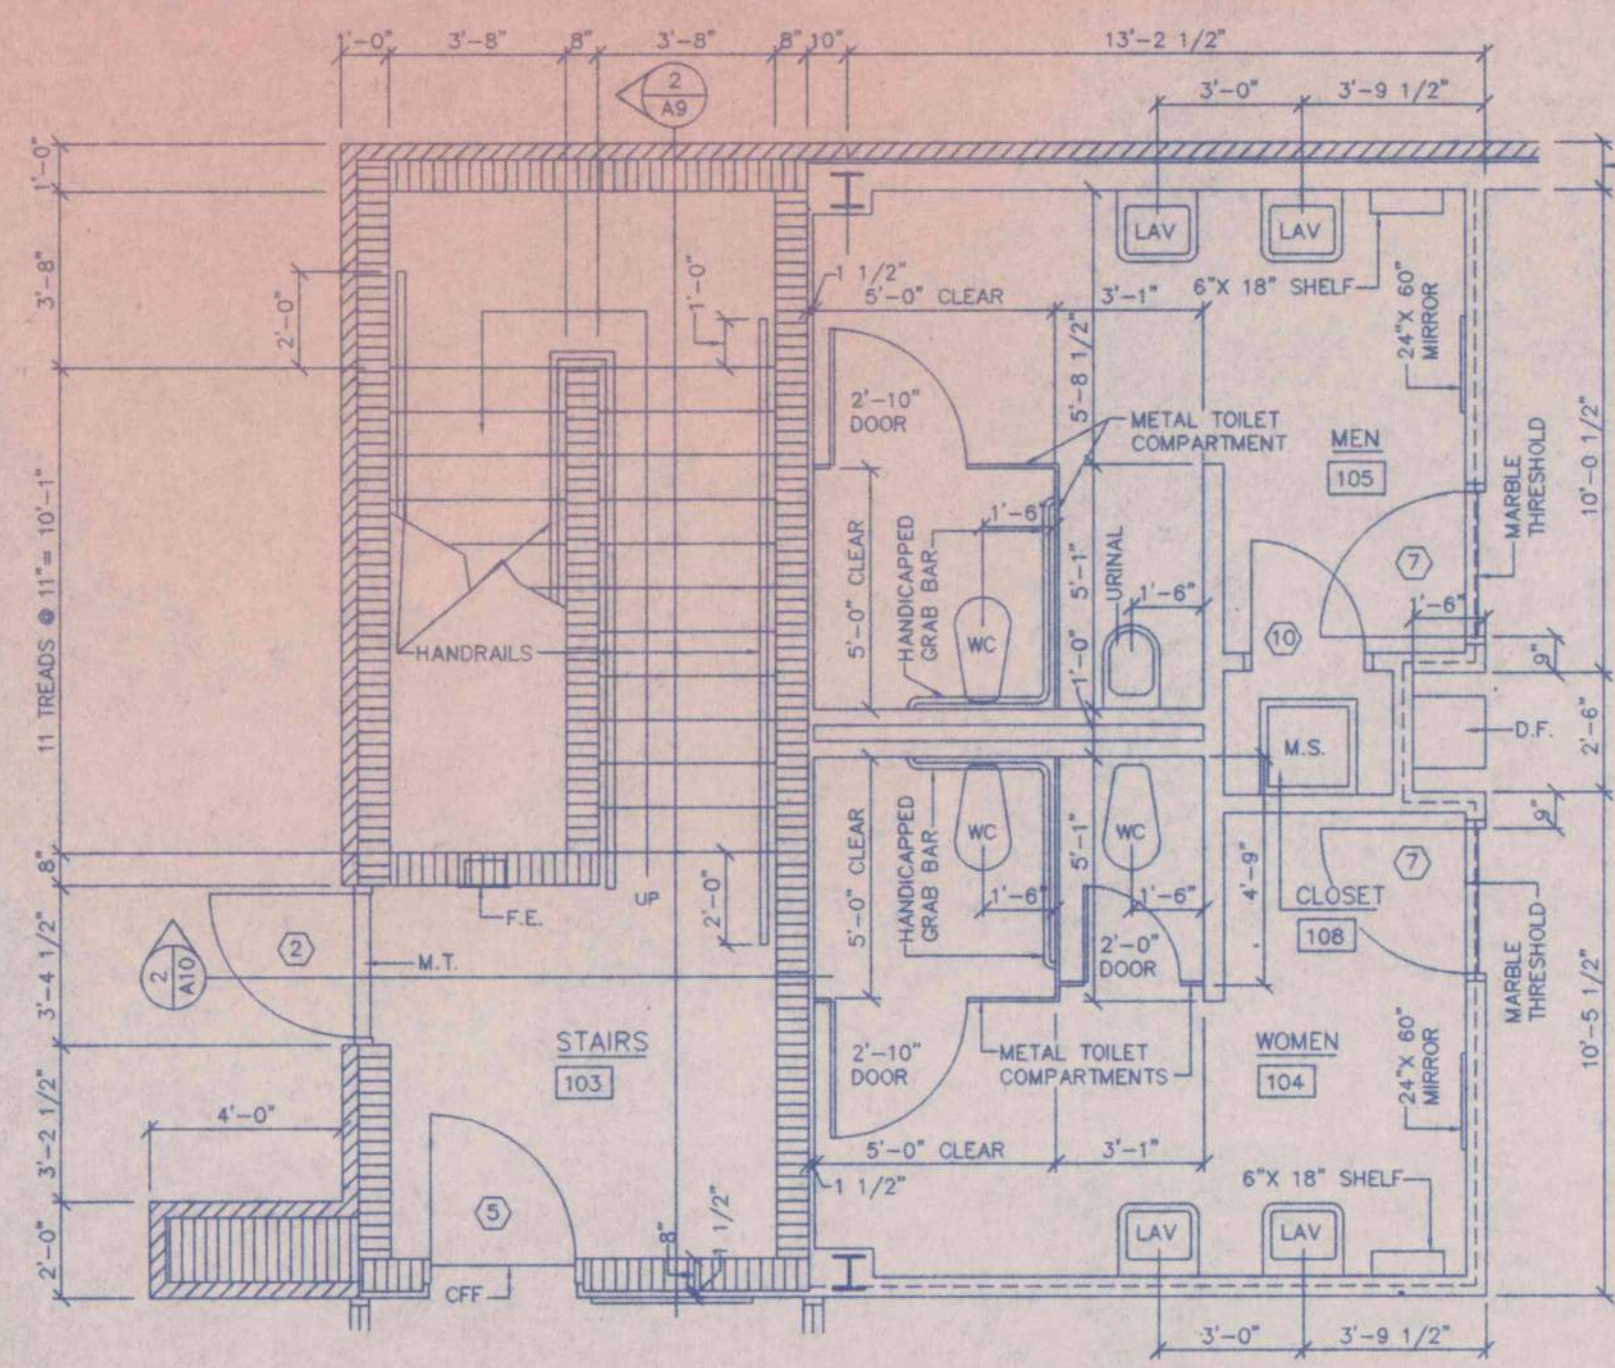 1'-0"
3'-8"
8"
3'-8"
8"
10"
13'-2 1/2"
2
A9
3'-0"
3'-9 1/2"
1'-0"
3'-8"
11 TREADS @ 11"= 10'-1"
8"
3'-4 1/2"
3'-2 1/2"
2'-0"
2'-0"
1'-0"
LAV
LAV
1 1/2"
5'-0" CLEAR
3'-1"
6"X 18" SHELF
24"X 60"
MIRROR
5'-8 1/2"
2'-10"
DOOR
METAL TOILET
COMPARTMENT
MEN
105
MARBLE
THRESHOLD
10'-0 1/2"
1'-6"
5'-0" CLEAR
HANDICAPPED
GRAB BAR
WC
5'-1"
URINAL
1'-6"
7
1'-6"
10
9"
HANDRAILS
1'-0"
M.S.
D.F.
2'-6"
9"
5'-0" CLEAR
HANDICAPPED
GRAB BAR
WC
5'-1"
WC
4'-9"
7
1'-6"
1'-6"
CLOSET
108
UP
2'-0"
F.E.
2
M.T.
2
A10
2'-0"
DOOR
MARBLE
THRESHOLD
10'-5 1/2"
STAIRS
103
2'-10"
DOOR
METAL TOILET
COMPARTMENTS
WOMEN
104
24"X 60"
MIRROR
4'-0"
5'-0" CLEAR
3'-1"
1 1/2"
6"X 18" SHELF
5
8"
1 1/2"
LAV
LAV
CFF
3'-0"
3'-9 1/2"